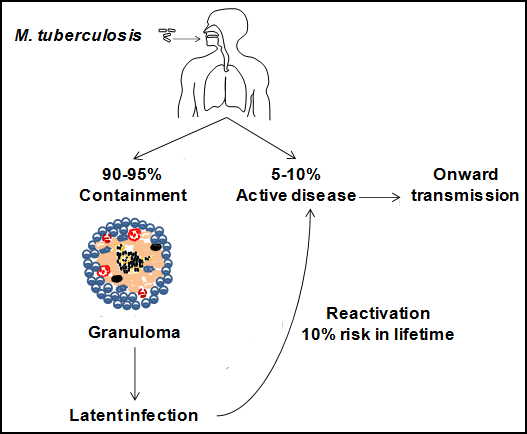 M. tuberculosis
90-95%
Containment
5-10%
Active disease
Onward
transmission
Granuloma
Reactivation
10% risk in lifetime
Latent infection